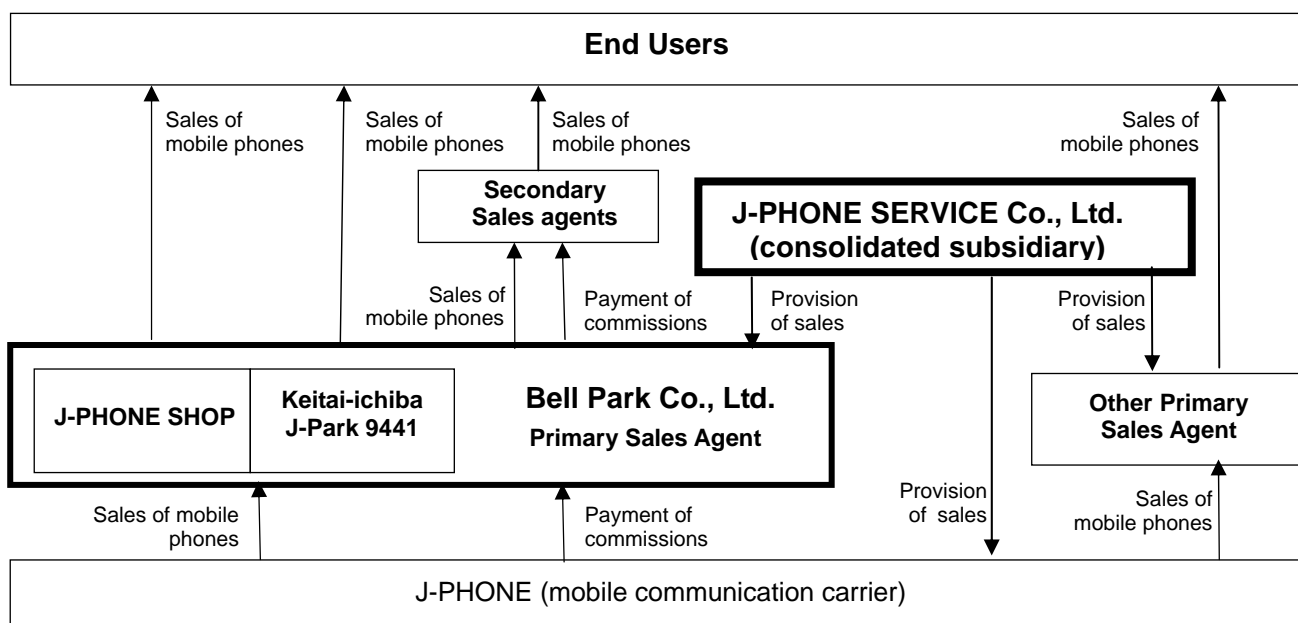 End Users
Sales of
mobile phones
Sales of
mobile phones
Sales of
mobile phones
Sales of
mobile phones
Secondary
Sales agents
J-PHONE SERVICE Co., Ltd.
(consolidated subsidiary)
Sales of
mobile phones
Payment of
commissions
Provision
of sales
Provision
of sales
J-PHONE SHOP
Keitai-ichiba
J-Park 9441
Bell Park Co., Ltd.
Primary Sales Agent
Other Primary
Sales Agent
Sales of mobile
phones
Payment of
commissions
Provision
of sales
Sales of
mobile phones
J-PHONE (mobile communication carrier)